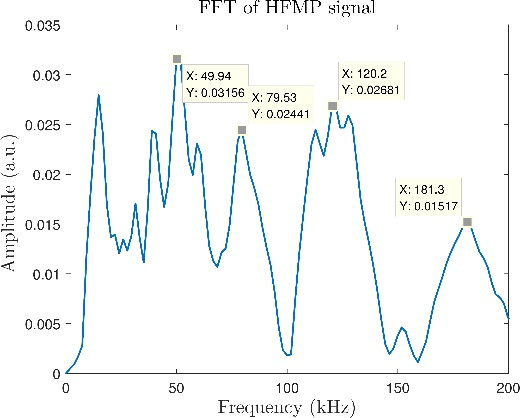 FFT of HFMP signal
0.035
0.03
0.025
0.02
0.015
0.01
0.005
0
Amplitude (a.u.)
X: 49.94
Y: 0.03156
X: 79.53
Y: 0.02441
X: 120.2
Y: 0.02681
X: 181.3
Y: 0.01517
0 50 100 150 200
Frequency (kHz)